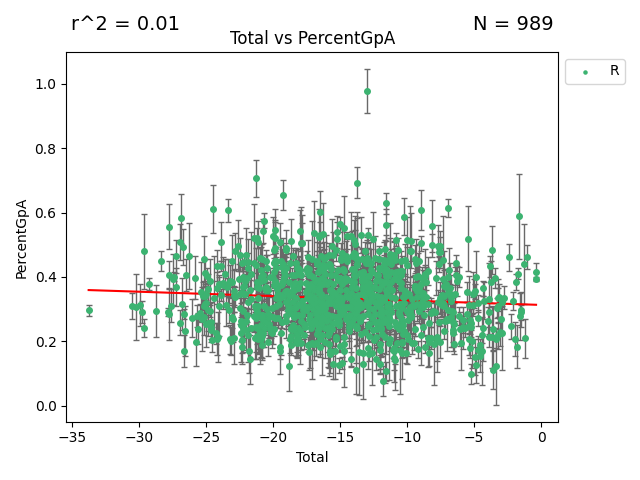 r^2 = 0.01
N = 989
Total vs PercentGpA
R
PercentGpA
1.0
0.8
0.6
0.4
0.2
0.0
−35 −30 −25 −20 −15 −10 −5 0
Total